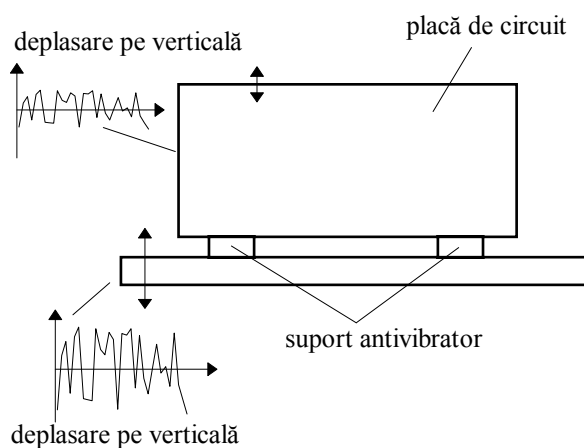 deplasare pe verticală
placă de circuit
suport antivibrator
deplasare pe verticală